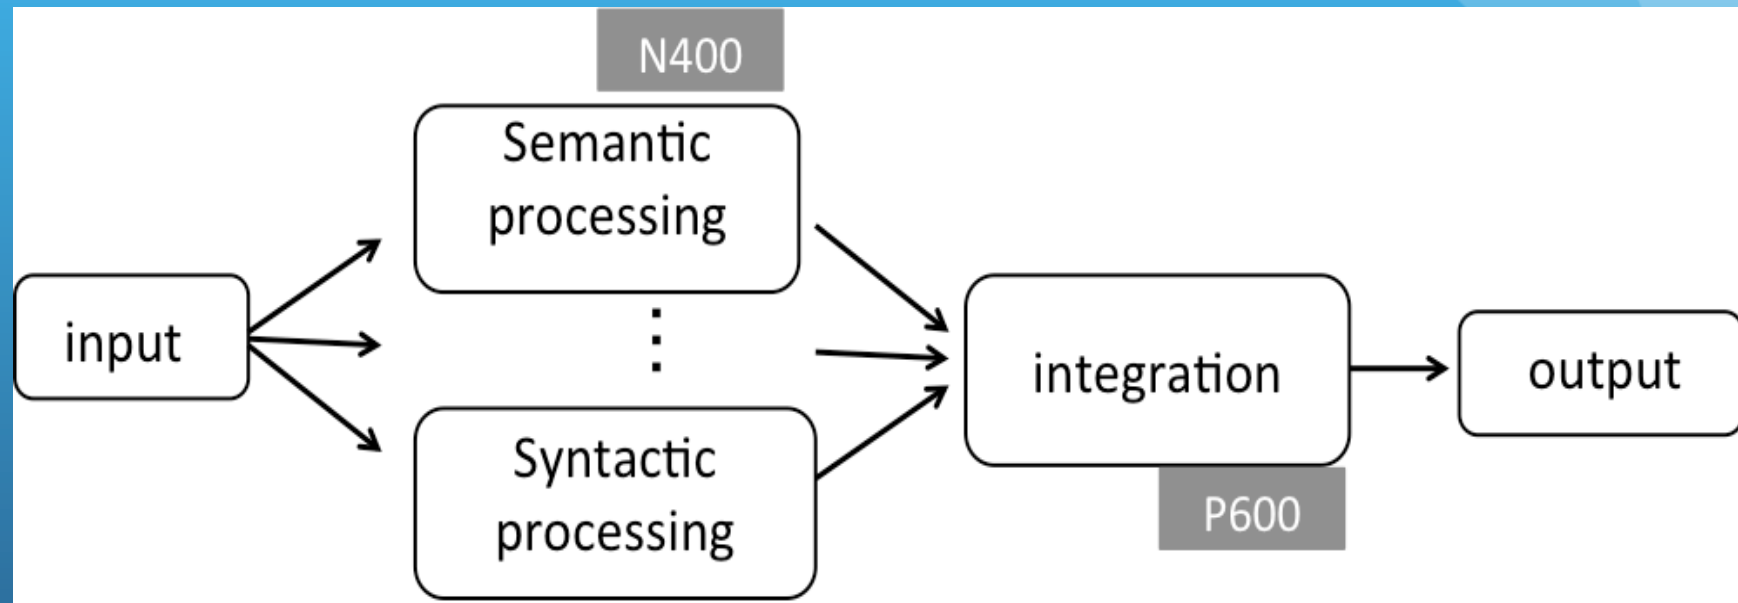 N400
Semantic
processing
input
⋮
integration
output
Syntactic
processing
P600